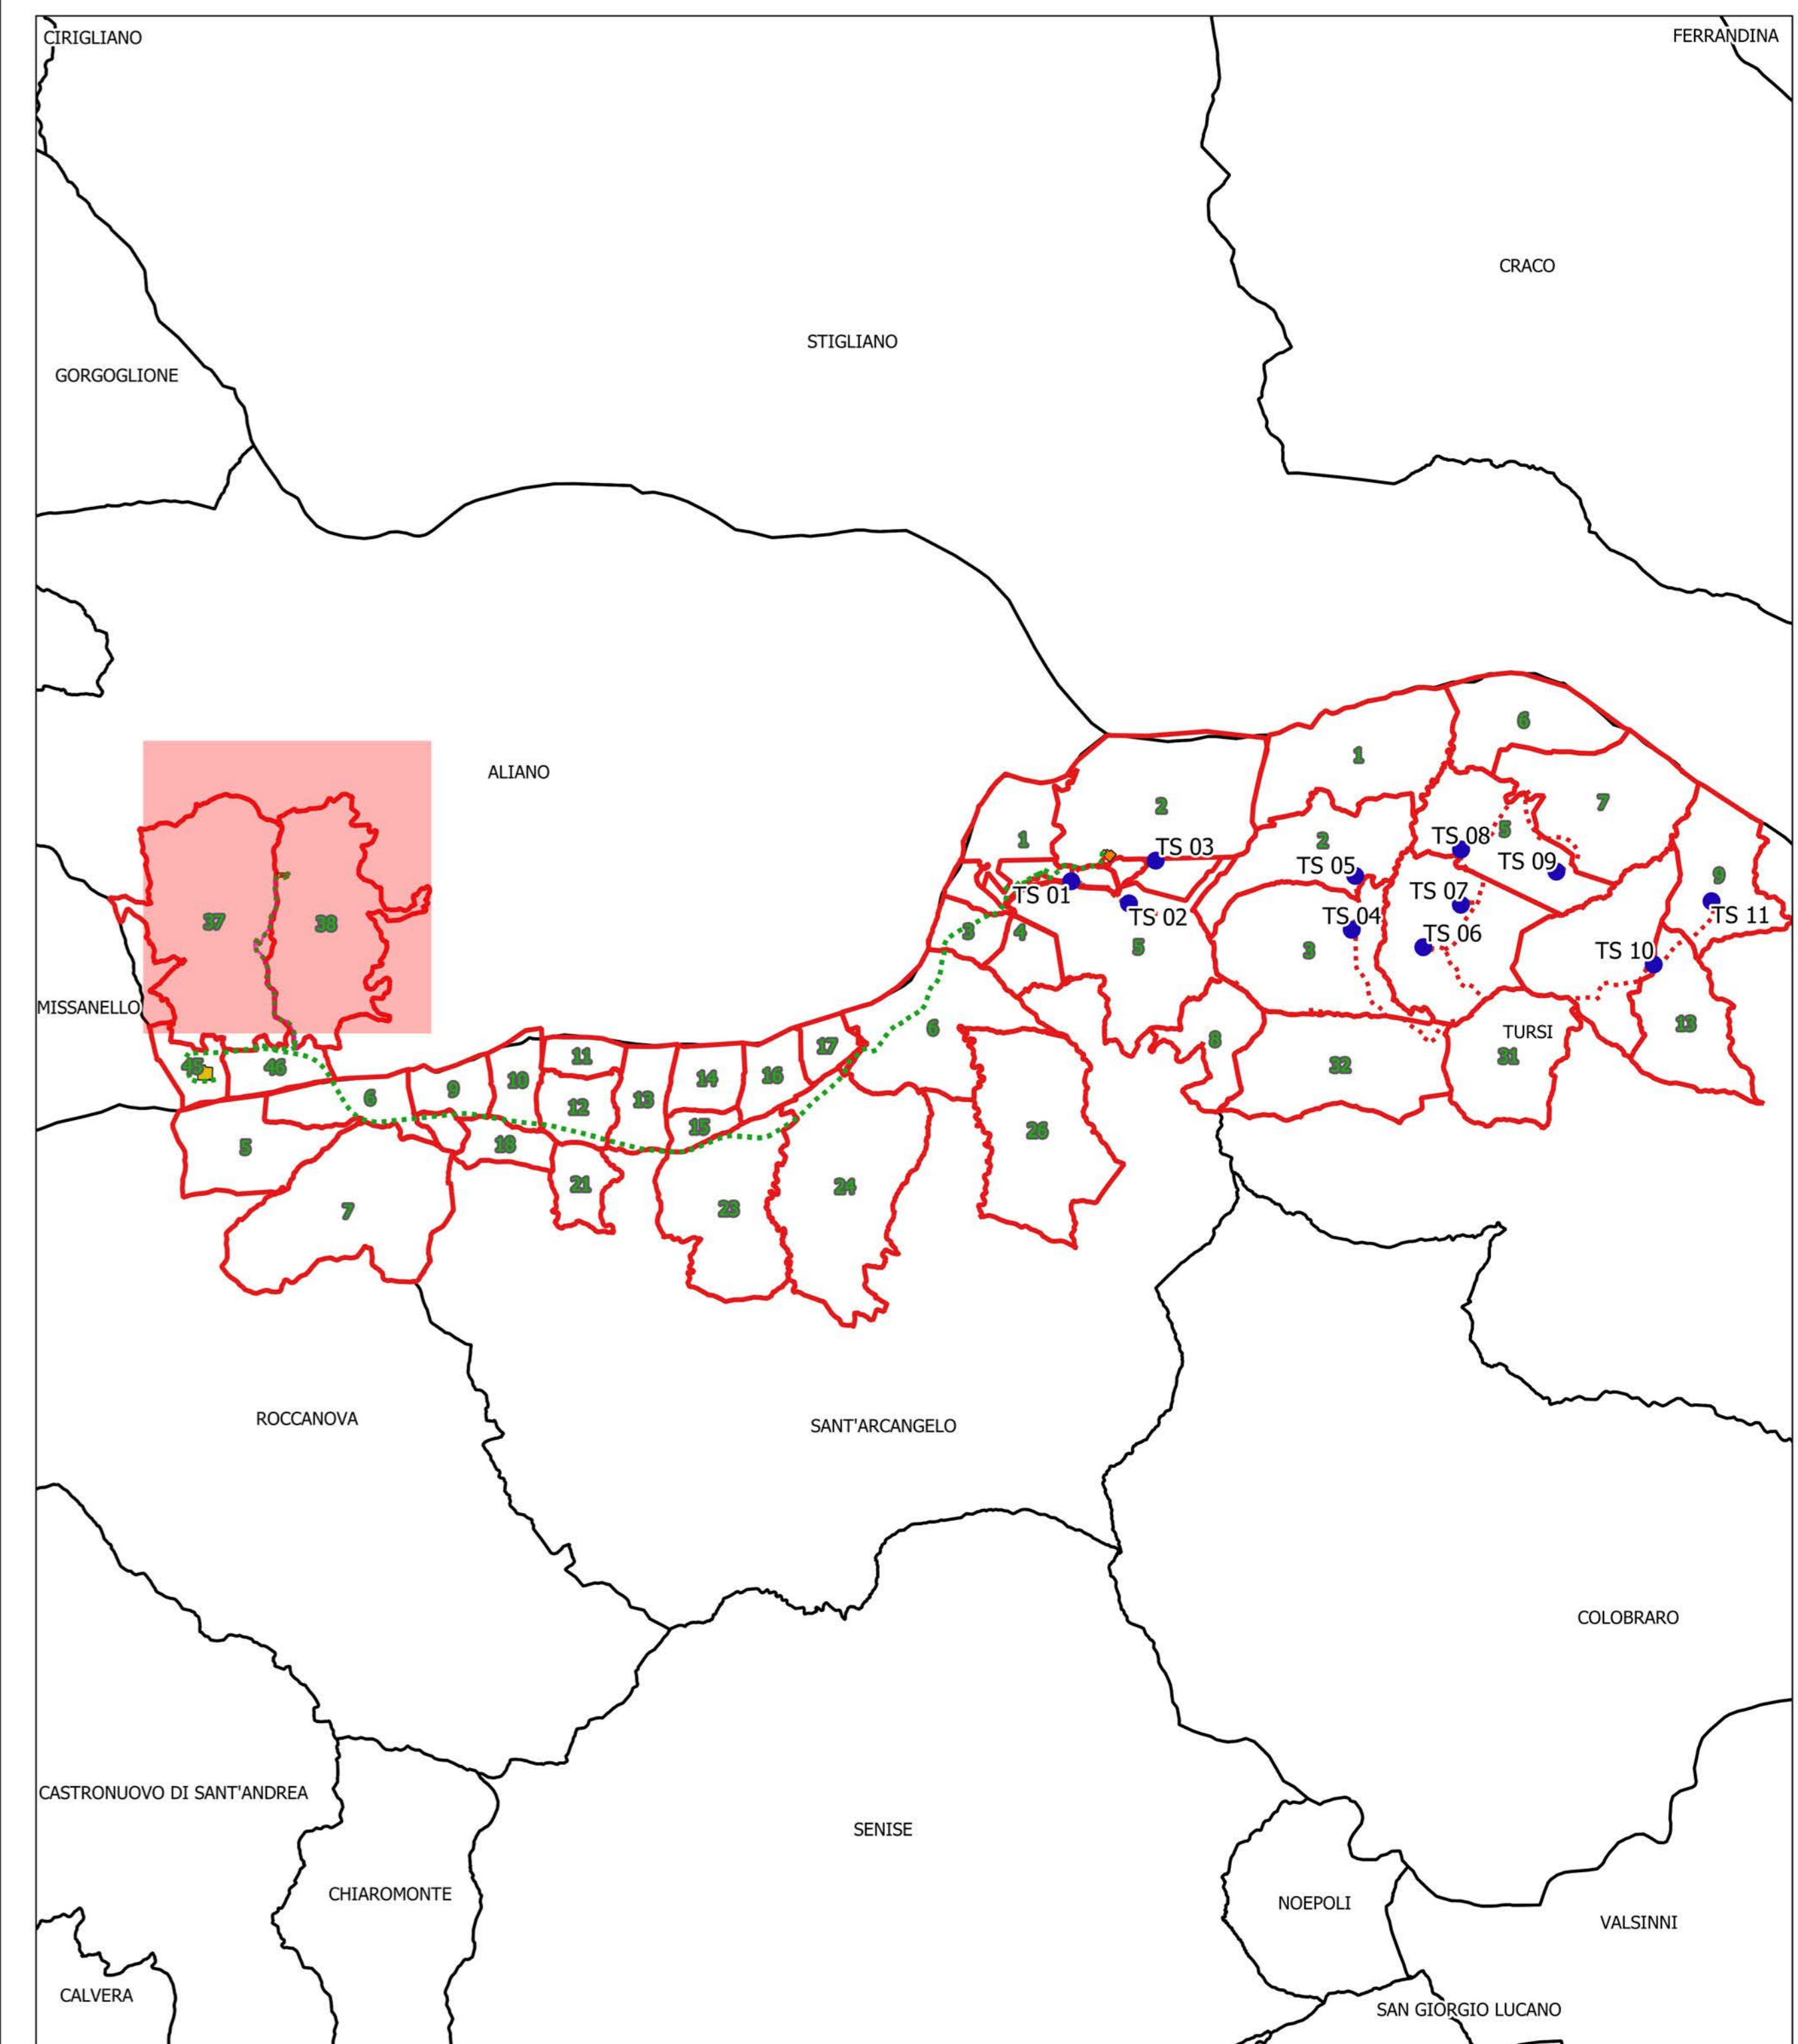 CIRIGLIANO
FERRANDINA
CRACO
STIGLIANO
GORGOGLIONE
6
1
ALIANO
2
7
1
2
5
TS 08
TS 03
TS 09
TS 05
9
TS 07
TS 01
37
38
TS 02
TS 04
TS 11
3
4
TS 06
5
3
TS 10
MISSANELLO
13
6
TURSI
8
17
11
31
45
46
32
16
14
10
9
6
13
12
15
26
18
5
21
24
23
7
ROCCANOVA
SANT'ARCANGELO
COLOBRARO
CASTRONUOVO DI SANT'ANDREA
SENISE
CHIAROMONTE
NOEPOLI
VALSINNI
CALVERA
SAN GIORGIO LUCANO